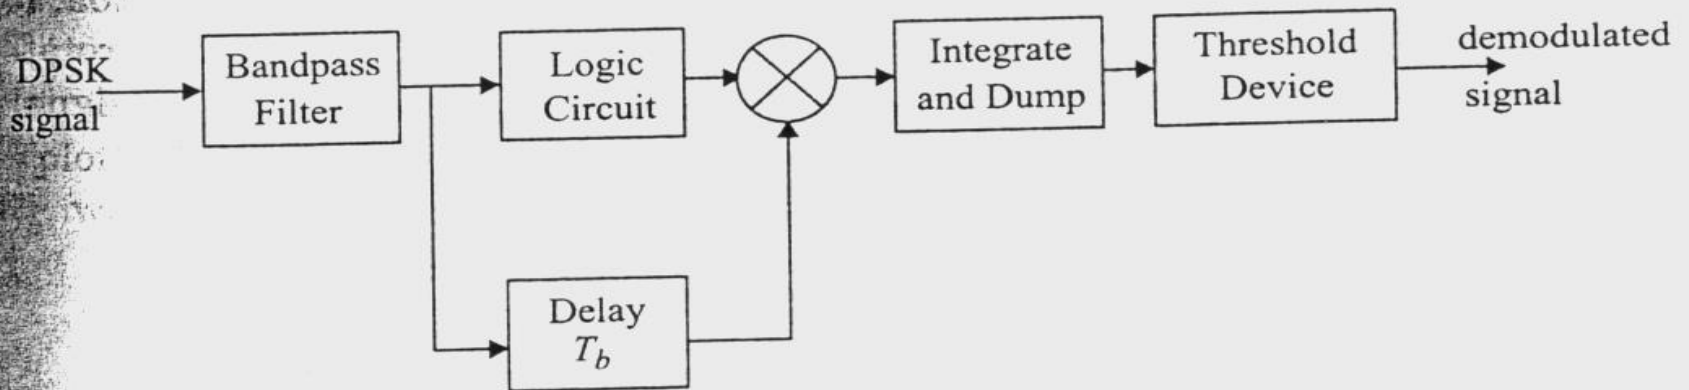 DPSK
signal
Bandpass
Filter
Logic
Circuit
Integrate
and Dump
Threshold
Device
demodulated
signal
Delay
T_b